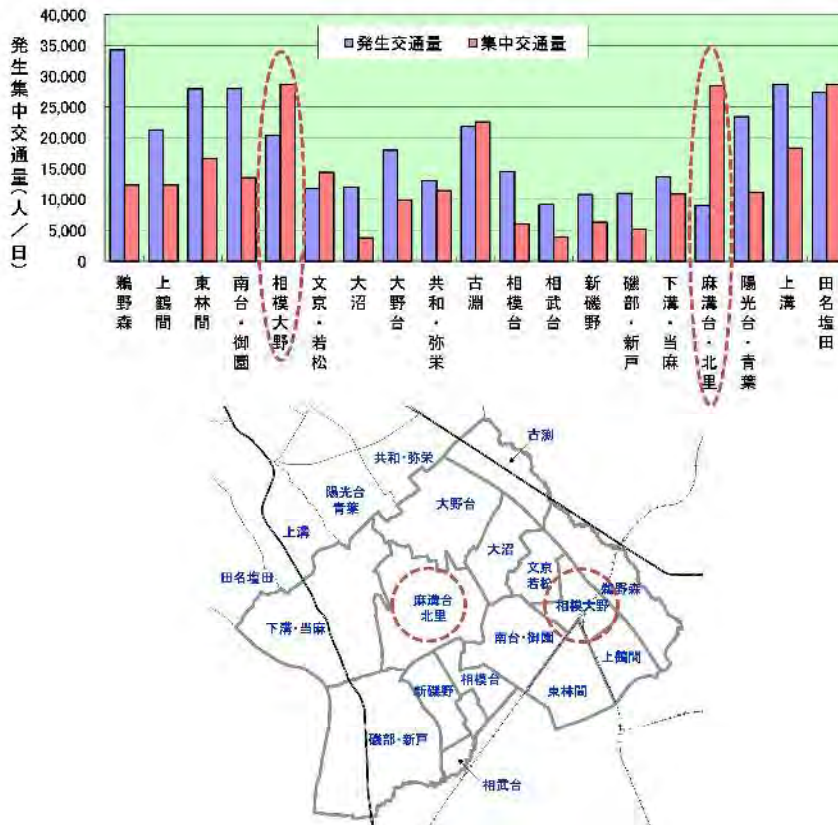 発生集中交通量(人/日)
40,000
35,000
30,000
25,000
20,000
15,000
10,000
5,000
0
発生交通量 集中交通量
鵜野森
上鶴間
東林間
南台・御園
相模大野
文京・若松
大沼
大野台
共和・弥栄
古淵
相模台
相武台
新磯野
磯部・新戸
下溝・当麻
麻溝台・北里
陽光台・青葉
上溝
田名塩田
古淵
共和・弥栄
陽光台
青葉
大野台
上溝
大沼
文京
若松
田名塩田
鵜野森
麻溝台
北里
相模大野
下溝・当麻
南台・御園
上鶴間
新磯野
相模台
東林間
磯部・新戸
相武台